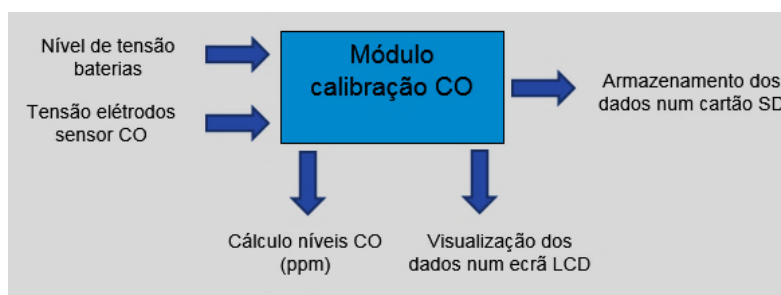 Nível de tensão
baterias
Tensão elétrodos
sensor CO
Módulo
calibração CO
Armazenamento dos
dados num cartão SD
Cálculo níveis CO
(ppm)
Visualização dos
dados num ecrã LCD